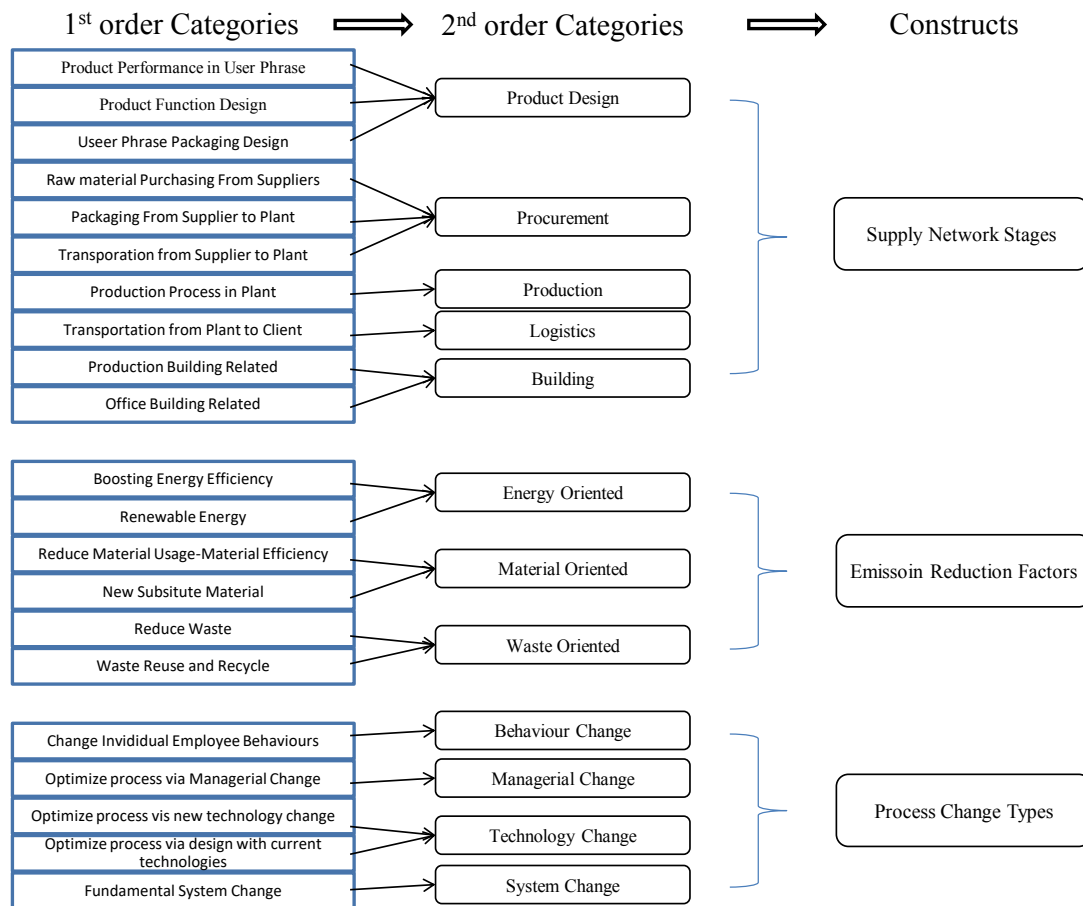 1st order Categories
2nd order Categories
Constructs
Product Performance in User Phrase
Product Function Design
Useer Phrase Packaging Design
Raw material Purchasing From Suppliers
Packaging From Supplier to Plant
Transporation from Supplier to Plant
Production Process in Plant
Transportation from Plant to Client
Production Building Related
Office Building Related
Product Design
Procurement
Production
Logistics
Building
Supply Network Stages
Boosting Energy Efficiency
Renewable Energy
Reduce Material Usage-Material Efficiency
New Subsitute Material
Reduce Waste
Waste Reuse and Recycle
Energy Oriented
Material Oriented
Waste Oriented
Emissoin Reduction Factors
Change Invididual Employee Behaviours
Optimize process via Managerial Change
Optimize process vis new technology change
Optimize process via design with current
technologies
Fundamental System Change
Behaviour Change
Managerial Change
Technology Change
System Change
Process Change Types